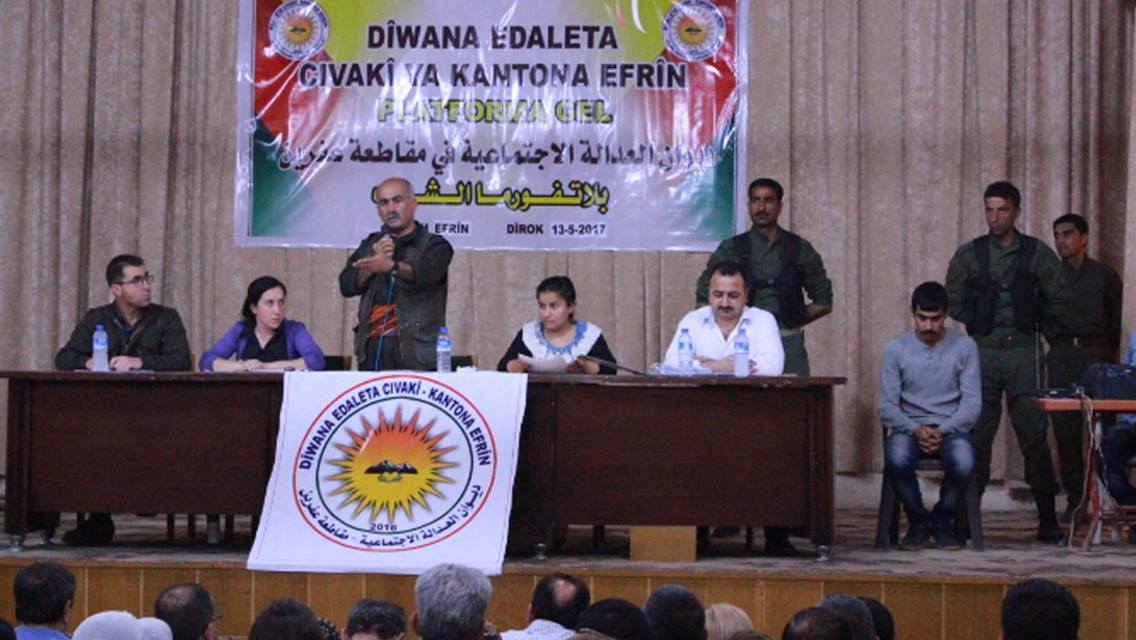 DÎWANA EDALETA
CIVAKÎ YA KANTONA EFRÎN
PLATFORMA GEL
ديوان العدالة الاجتماعية في مقاطعة عفرين
بلاتفورما الشعب
EFRÎN DÎROK 13-5-2017
DÎWANA EDALETA CIVAKÎ - KANTONA EFRÎN
2016
ديوان العدالة الاجتماعية - مقاطعة عفرين